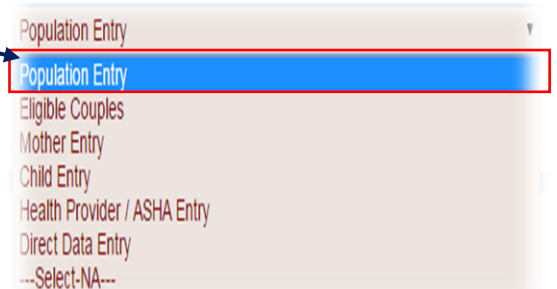 Population Entry
Population Entry
Eligible Couples
Mother Entry
Child Entry
Health Provider / ASHA Entry
Direct Data Entry
---Select-NA---